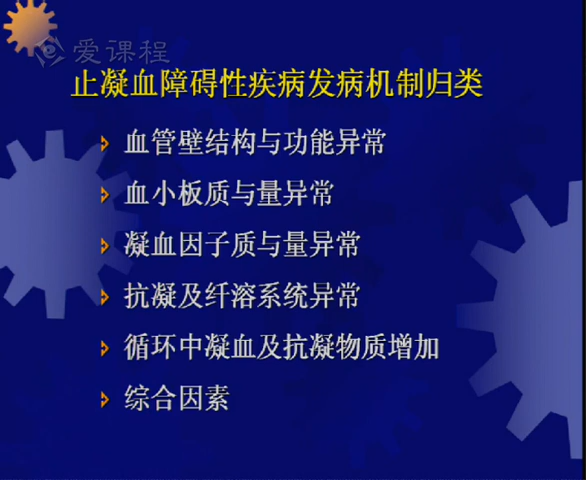 爱课程
止凝血障碍性疾病发病机制归类
血管壁结构与功能异常
血小板质与量异常
凝血因子质与量异常
抗凝及纤溶系统异常
循环中凝血及抗凝物质增加
综合因素